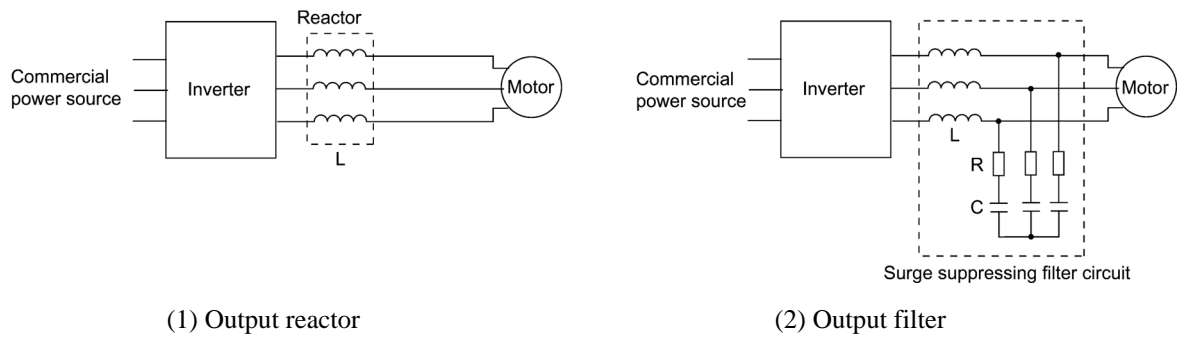 Reactor
Commercial
power source
Inverter
Motor
L
(1) Output reactor
Commercial
power source
Inverter
Motor
L
R
C
Surge suppressing filter circuit
(2) Output filter